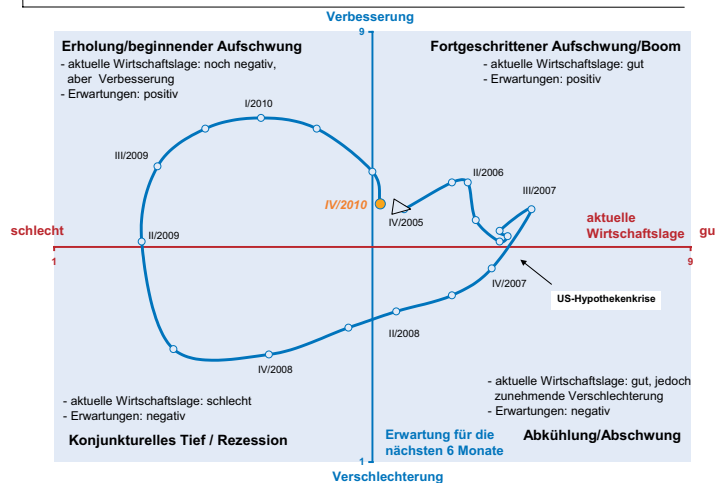 Verbesserung
9
Erholung/beginnender Aufschwung
- aktuelle Wirtschaftslage: noch negativ,
aber Verbesserung
- Erwartungen: positiv
Fortgeschrittener Aufschwung/Boom
- aktuelle Wirtschaftslage: gut
- Erwartungen: positiv
I/2010
III/2009
II/2006
III/2007
IV/2010
IV/2005
aktuelle
Wirtschaftslage
schlecht
gut
II/2009
1
9
IV/2007
US-Hypothekenkrise
II/2008
IV/2008
- aktuelle Wirtschaftslage: schlecht
- Erwartungen: negativ
Konjunkturelles Tief / Rezession
- aktuelle Wirtschaftslage: gut, jedoch
zunehmende Verschlechterung
- Erwartungen: negativ
Erwartung für die
nächsten 6 Monate
Abkühlung/Abschwung
1
Verschlechterung